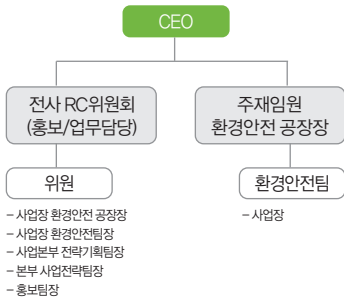 CEO
전사 RC위원회
(홍보/업무담당)
주재임원
환경안전 공장장
위원
환경안전팀
– 사업장 환경안전 공장장
– 사업장 환경안전팀장
– 사업본부 전략기획팀장
– 본부 사업전략팀장
– 홍보팀장
– 사업장